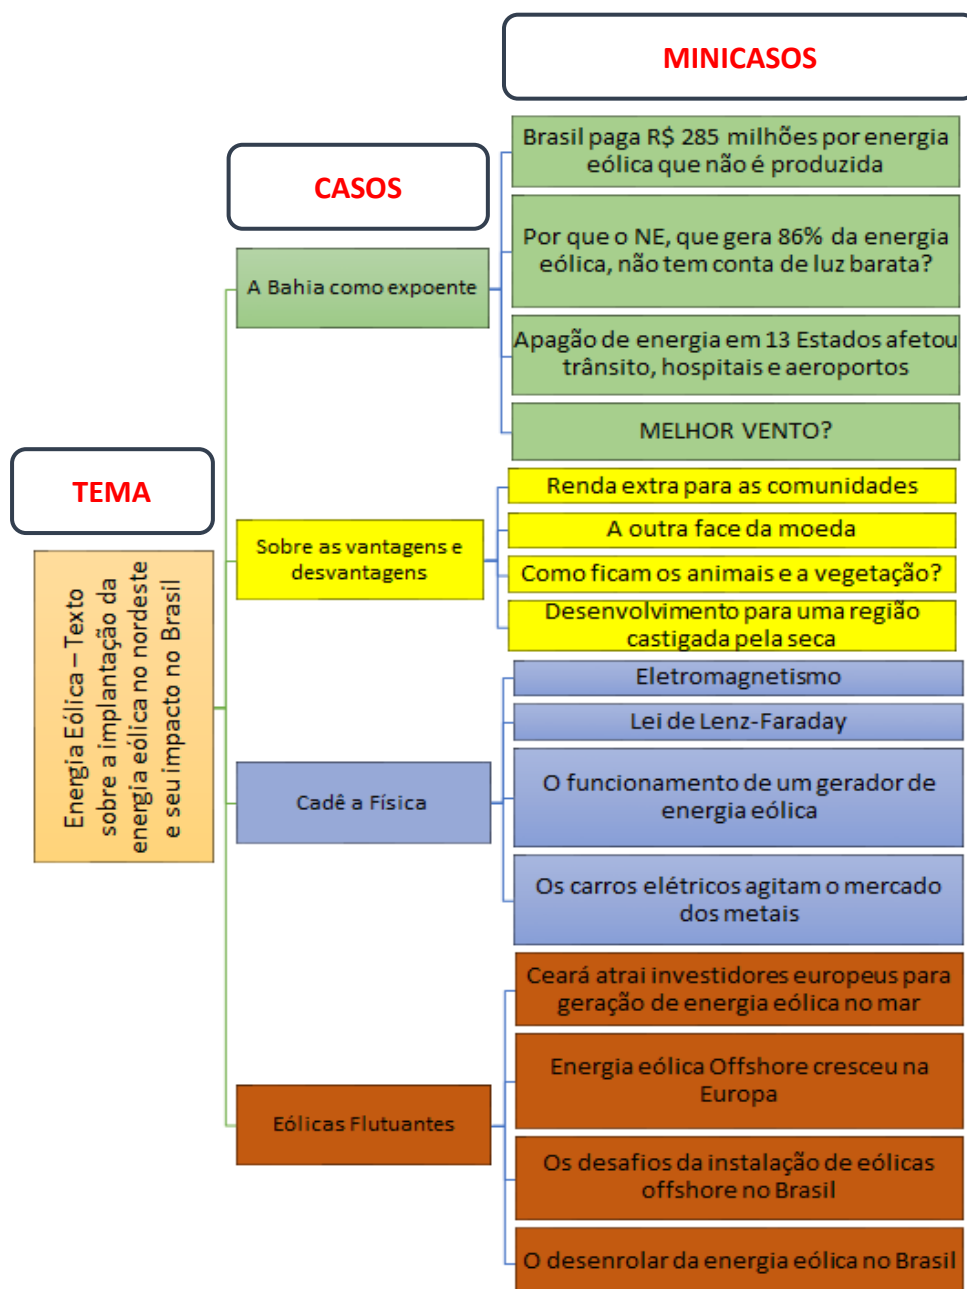 MINICASOS
CASOS
TEMA
Energia Eólica – Texto
sobre a implantação da
energia eólica no nordeste
e seu impacto no Brasil
A Bahia como expoente
Brasil paga R$ 285 milhões por energia
eólica que não é produzida
Por que o NE, que gera 86% da energia
eólica, não tem conta de luz barata?
Apagão de energia em 13 Estados afetou
trânsito, hospitais e aeroportos
MELHOR VENTO?
Sobre as vantagens e
desvantagens
Renda extra para as comunidades
A outra face da moeda
Como ficam os animais e a vegetação?
Desenvolvimento para uma região
castigada pela seca
Cadê a Física
Eletromagnetismo
Lei de Lenz-Faraday
O funcionamento de um gerador de
energia eólica
Os carros elétricos agitam o mercado
dos metais
Eólicas Flutuantes
Ceará atrai investidores europeus para
geração de energia eólica no mar
Energia eólica Offshore cresceu na
Europa
Os desafios da instalação de eólicas
offshore no Brasil
O desenrolar da energia eólica no Brasil